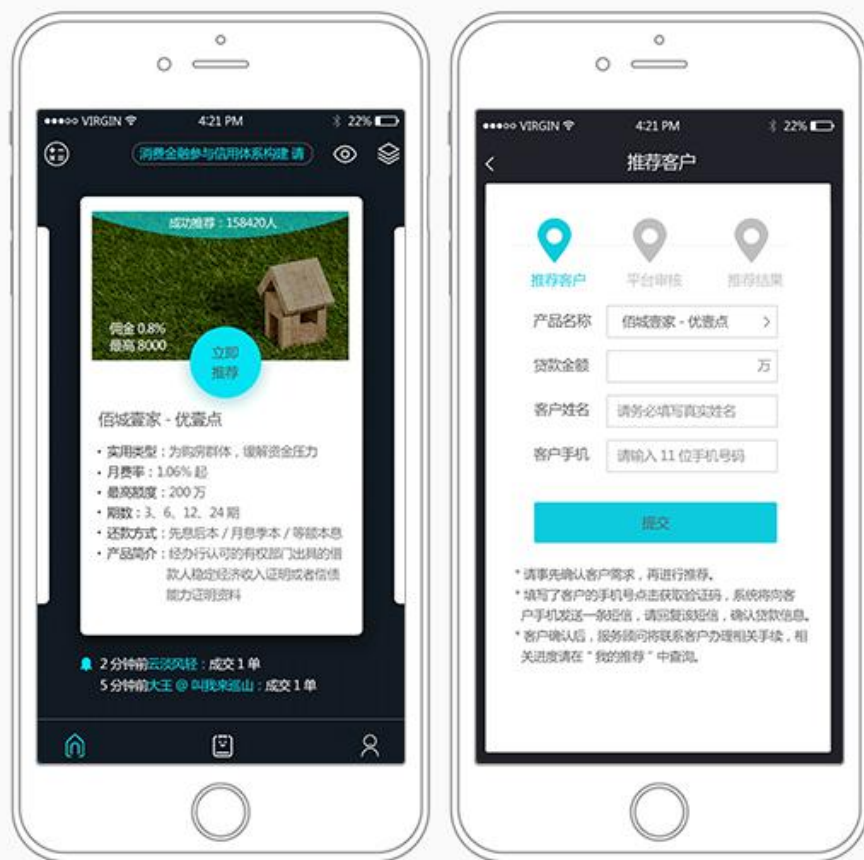 VIRGIN
4:21 PM
22%
消费金融参与信用体系构建 请
成功推荐：158420人
佣金 0.8%
最高 8000
立即
推荐
佰城壹家 - 优壹点
· 实用类型：为购房群体，缓解资金压力
· 月费率：1.06% 起
· 最高额度：200 万
· 期数：3、6、12、24 期
· 还款方式：先息后本 / 月息季本 / 等额本息
· 产品简介：经办行认可的有权部门出具的借
款人稳定经济收入证明或者偿债
能力证明资料
2 分钟前云淡风轻：成交 1 单
5 分钟前大王 @ 叫我来巡山：成交 1 单
VIRGIN
4:21 PM
22%
推荐客户
推荐客户
平台审核
推荐结果
产品名称
佰城壹家 - 优壹点
贷款金额
万
客户姓名
请务必填写真实姓名
客户手机
请输入 11 位手机号码
提交
* 请事先确认客户需求，再进行推荐。
* 填写了客户的手机号点击获取验证码，系统将向客
户手机发送一条短信，请回复该短信，确认贷款信息。
* 客户确认后，服务顾问将联系客户办理相关手续，相
关进度请在 " 我的推荐 " 中查询。